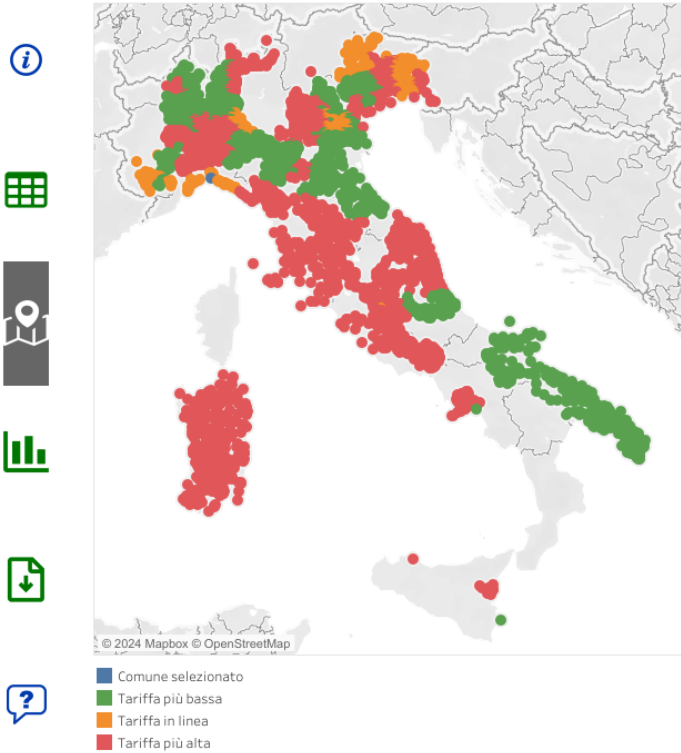 i
© 2024 Mapbox © OpenStreetMap
?
Comune selezionato
Tariffa più bassa
Tariffa in linea
Tariffa più alta